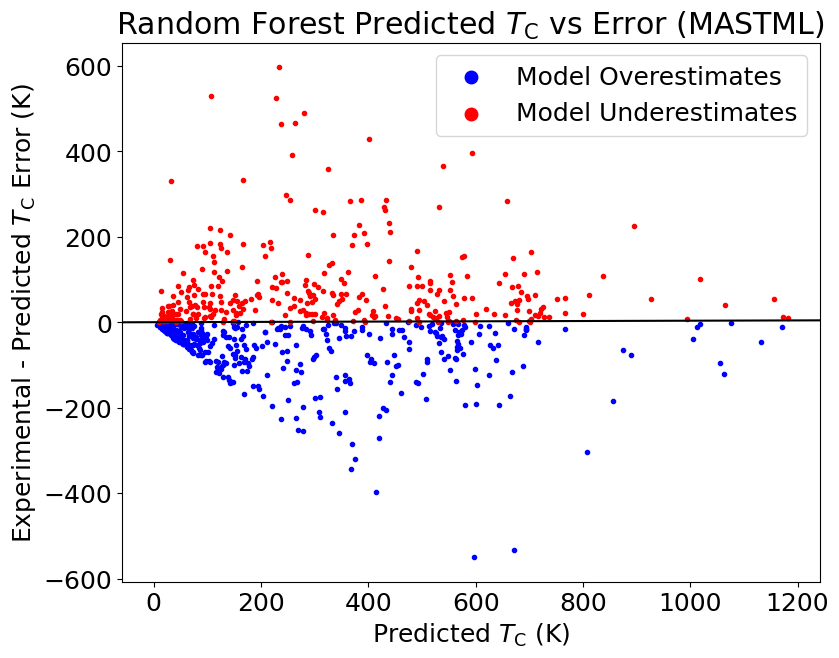 Random Forest Predicted T_C vs Error (MASTML)
Model Overestimates
Model Underestimates
Experimental - Predicted T_C Error (K)
600
400
200
0
−200
−400
−600
0 200 400 600 800 1000 1200
Predicted T_C (K)